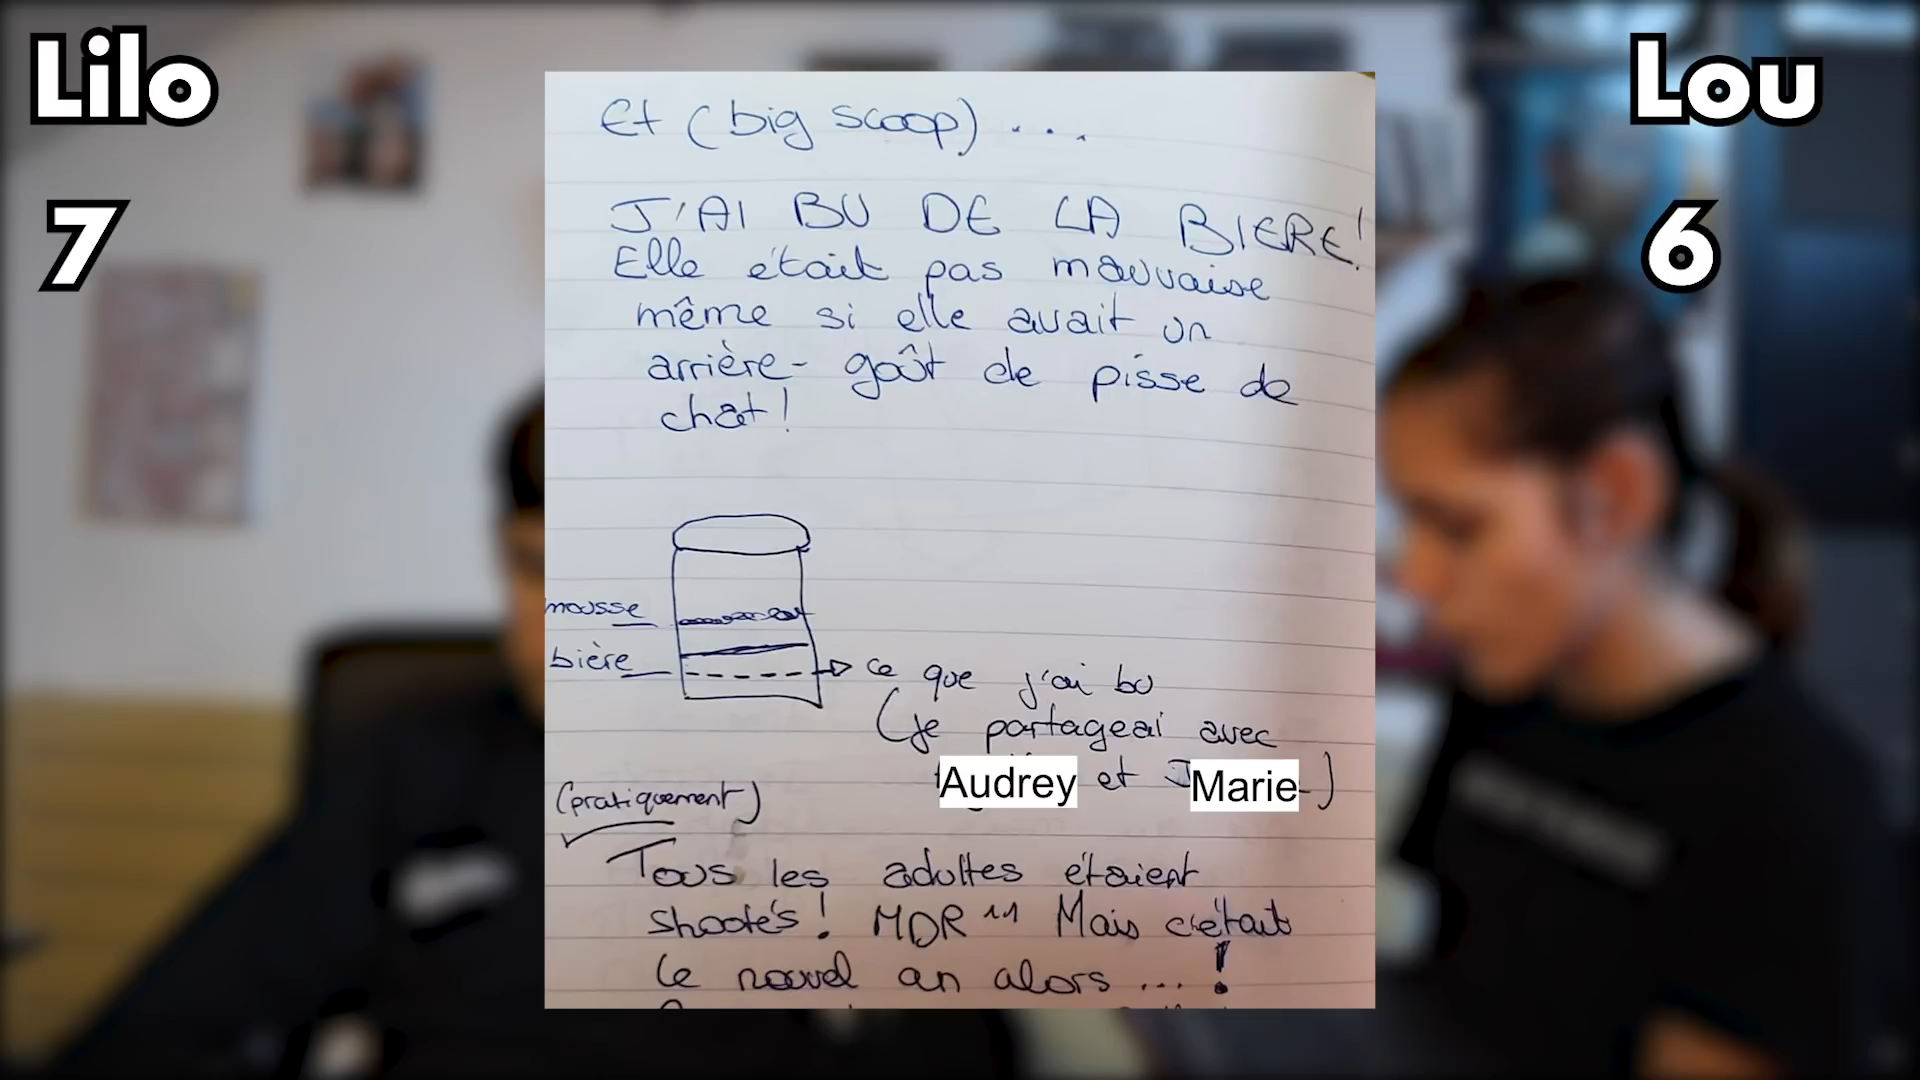 Lilo
7
Lou
6
Et (big scoop) ...
J'AI BU DE LA BIERE!
Elle était pas mauvaise
même si elle avait un
arrière-goût de pisse de
chat!
mousse
bière
ce que j'ai bu
(je partageai avec
Audrey et Marie)
(pratiquement)
Tous les adultes étaient
shootés! MDR ^^ Mais c'était
le nouvel an alors ... !